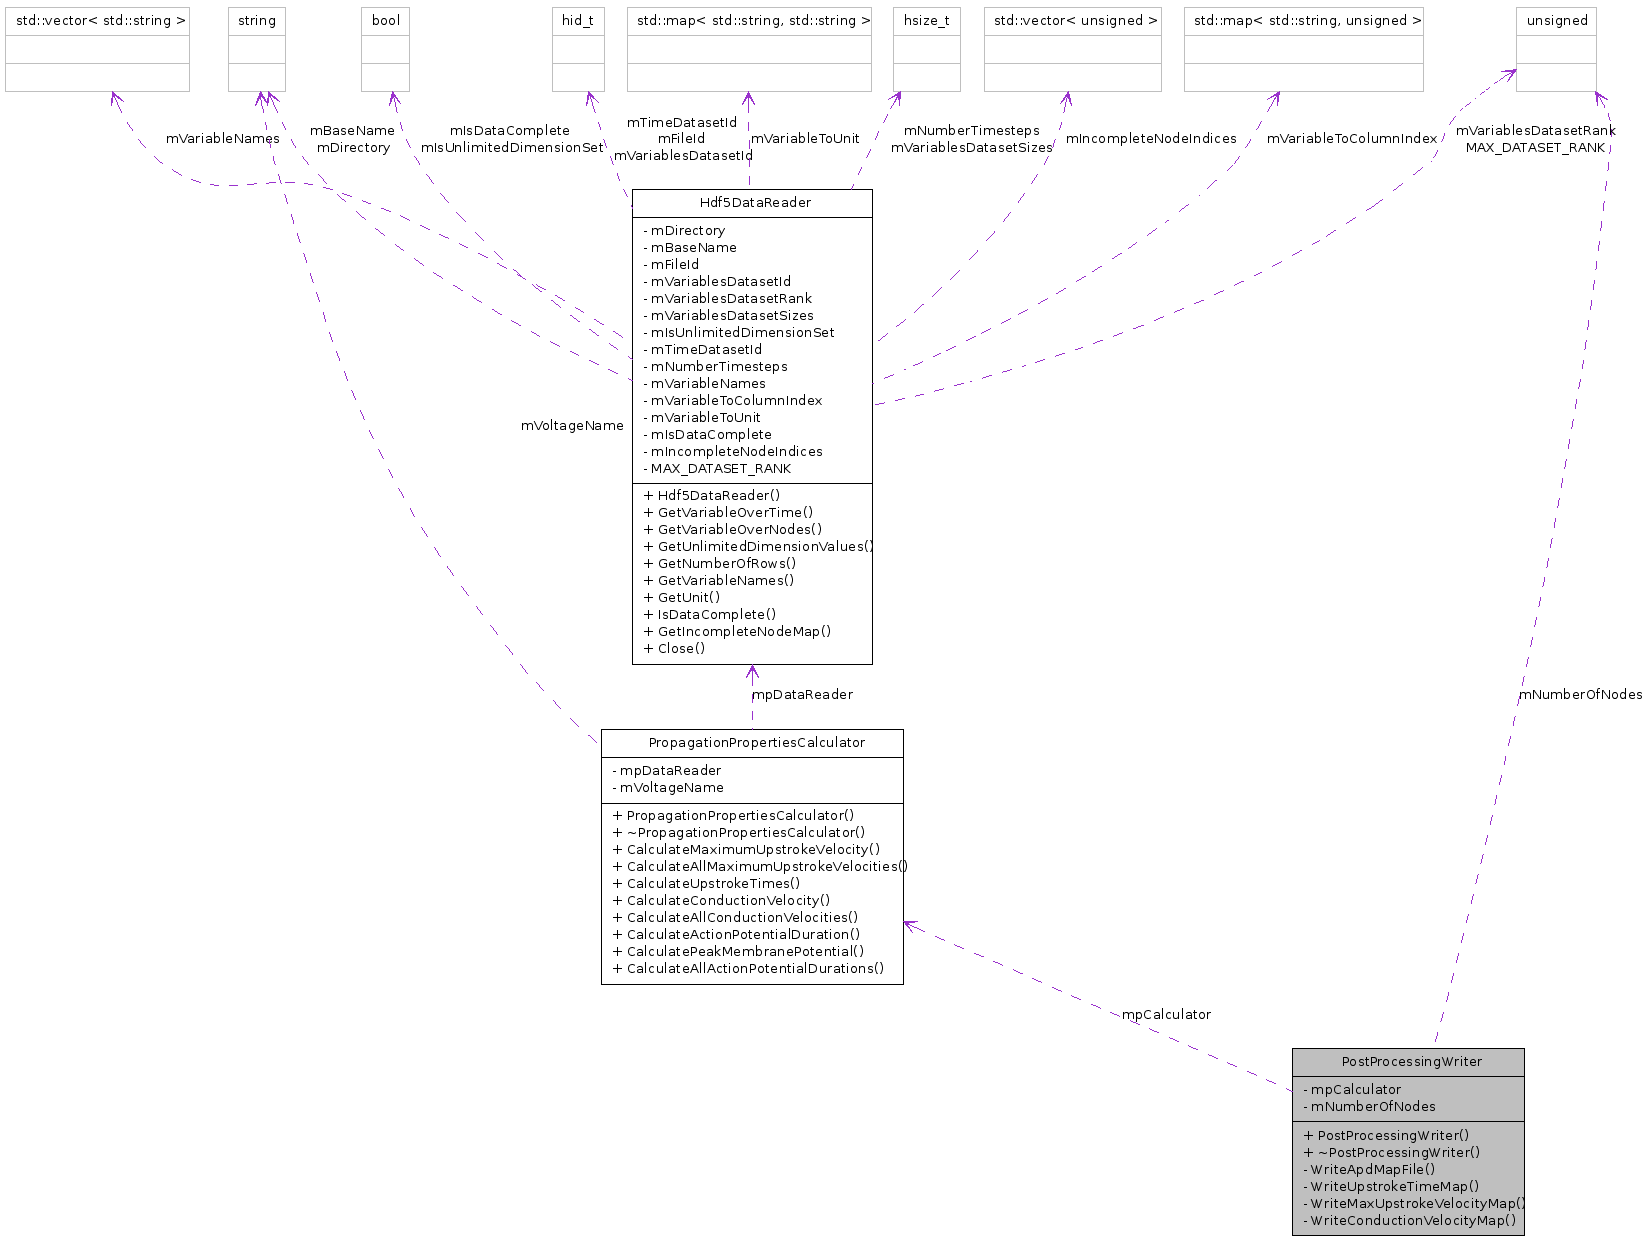 std::vector< std::string >
string
bool
hid_t
std::map< std::string, std::string >
hsize_t
std::vector< unsigned >
std::map< std::string, unsigned >
unsigned
mVariableNames
mBaseName
mDirectory
mIsDataComplete
mIsUnlimitedDimensionSet
mTimeDatasetId
mFileId
mVariablesDatasetId
mVariableToUnit
mNumberTimesteps
mVariablesDatasetSizes
mIncompleteNodeIndices
mVariableToColumnIndex
mVariablesDatasetRank
MAX_DATASET_RANK
Hdf5DataReader
- mDirectory
- mBaseName
- mFileId
- mVariablesDatasetId
- mVariablesDatasetRank
- mVariablesDatasetSizes
- mIsUnlimitedDimensionSet
- mTimeDatasetId
- mNumberTimesteps
- mVariableNames
- mVariableToColumnIndex
- mVariableToUnit
- mIsDataComplete
- mIncompleteNodeIndices
- MAX_DATASET_RANK
+ Hdf5DataReader()
+ GetVariableOverTime()
+ GetVariableOverNodes()
+ GetUnlimitedDimensionValues()
+ GetNumberOfRows()
+ GetVariableNames()
+ GetUnit()
+ IsDataComplete()
+ GetIncompleteNodeMap()
+ Close()
mVoltageName
mpDataReader
mNumberOfNodes
PropagationPropertiesCalculator
- mpDataReader
- mVoltageName
+ PropagationPropertiesCalculator()
+ ~PropagationPropertiesCalculator()
+ CalculateMaximumUpstrokeVelocity()
+ CalculateAllMaximumUpstrokeVelocities()
+ CalculateUpstrokeTimes()
+ CalculateConductionVelocity()
+ CalculateAllConductionVelocities()
+ CalculateActionPotentialDuration()
+ CalculatePeakMembranePotential()
+ CalculateAllActionPotentialDurations()
mpCalculator
PostProcessingWriter
- mpCalculator
- mNumberOfNodes
+ PostProcessingWriter()
+ ~PostProcessingWriter()
- WriteApdMapFile()
- WriteUpstrokeTimeMap()
- WriteMaxUpstrokeVelocityMap()
- WriteConductionVelocityMap()